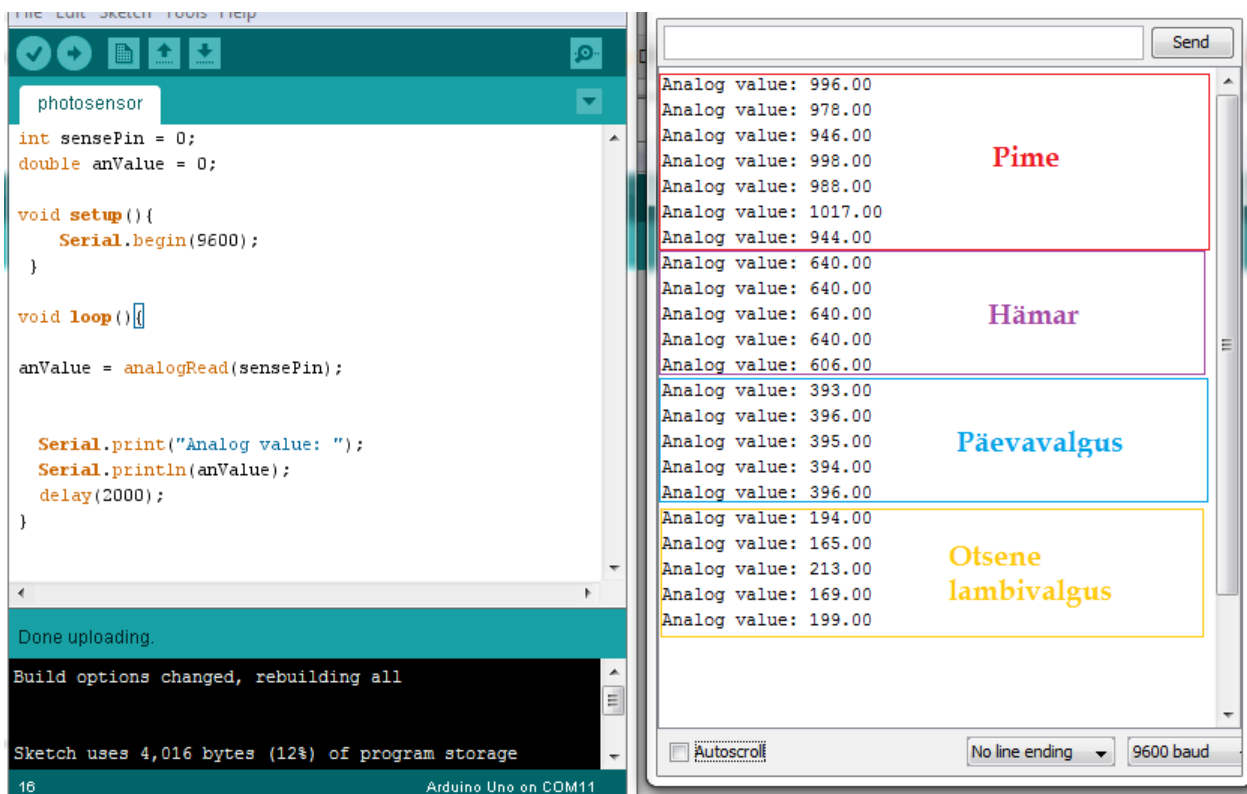 File Edit Sketch Tools Help
photosensor
int sensePin = 0;
double anValue = 0;
void setup(){
Serial.begin(9600);
}
void loop(){
anValue = analogRead(sensePin);
Serial.print("Analog value: ");
Serial.println(anValue);
delay(2000);
}
Done uploading.
Build options changed, rebuilding all
Sketch uses 4,016 bytes (12%) of program storage
16
Arduino Uno on COM11
Send
Analog value: 996.00
Analog value: 978.00
Analog value: 946.00
Analog value: 998.00
Analog value: 988.00
Analog value: 1017.00
Analog value: 944.00
Pime
Analog value: 640.00
Analog value: 640.00
Analog value: 640.00
Analog value: 640.00
Analog value: 606.00
Hämar
Analog value: 393.00
Analog value: 396.00
Analog value: 395.00
Analog value: 394.00
Analog value: 396.00
Päevavalgus
Analog value: 194.00
Analog value: 165.00
Analog value: 213.00
Analog value: 169.00
Analog value: 199.00
Otsene
lambivalgus
Autoscroll
No line ending
9600 baud